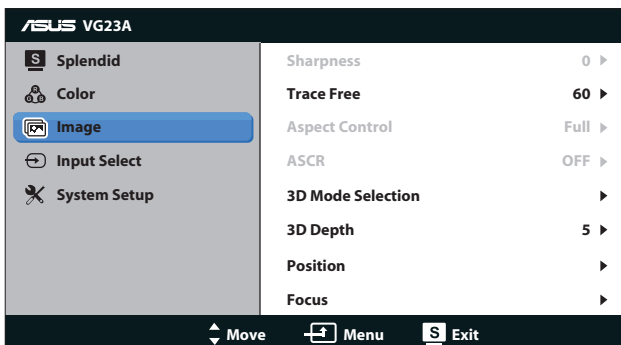 ASUS VG23A
S Splendid
Color
Image
Input Select
System Setup
Sharpness 0
Trace Free 60
Aspect Control Full
ASCR OFF
3D Mode Selection
3D Depth 5
Position
Focus
Move Menu S Exit